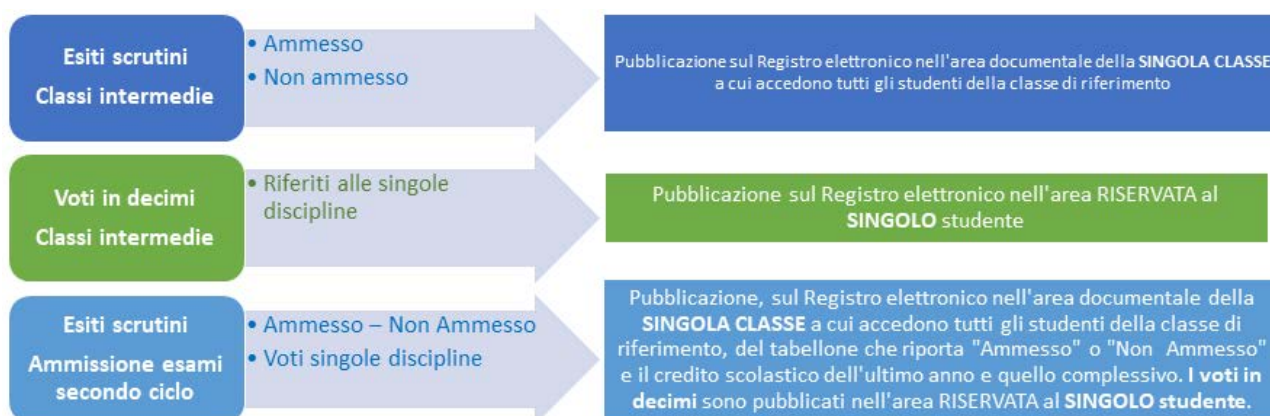 Esiti scrutini
Classi intermedie
• Ammesso
• Non ammesso
Pubblicazione sul Registro elettronico nell'area documentale della SINGOLA CLASSE
a cui accedono tutti gli studenti della classe di riferimento
Voti in decimi
Classi intermedie
• Riferiti alle singole
discipline
Pubblicazione sul Registro elettronico nell'area RISERVATA al
SINGOLO studente
Esiti scrutini
Ammissione esami
secondo ciclo
• Ammesso – Non Ammesso
• Voti singole discipline
Pubblicazione, sul Registro elettronico nell'area documentale della
SINGOLA CLASSE a cui accedono tutti gli studenti della classe di
riferimento, del tabellone che riporta "Ammesso" o "Non Ammesso"
e il credito scolastico dell'ultimo anno e quello complessivo. I voti in
decimi sono pubblicati nell'area RISERVATA al SINGOLO studente.